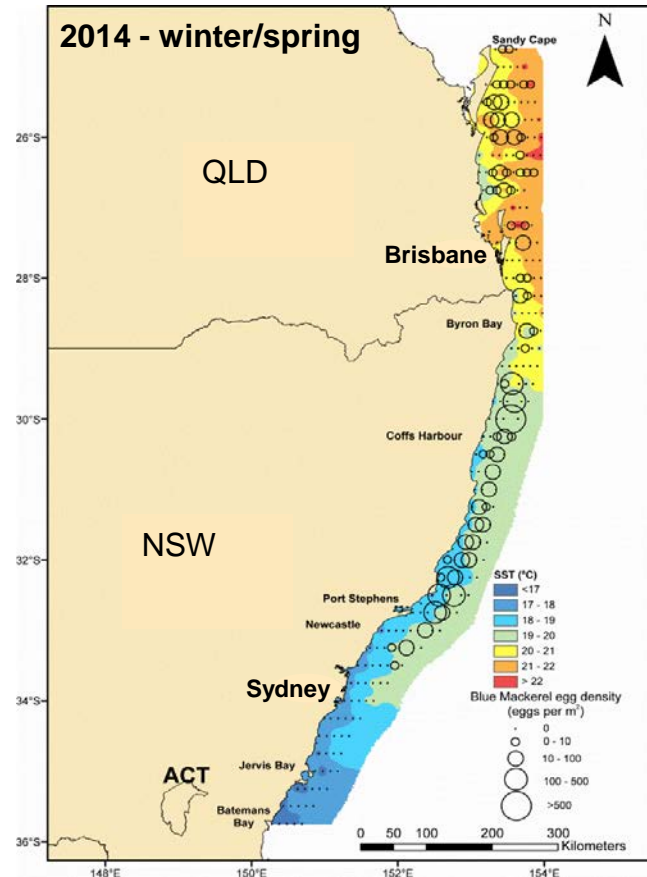 2014 - winter/spring
N
Sandy Cape
26°S
QLD
Brisbane
28°S
Byron Bay
30°S
Coffs Harbour
NSW
32°S
SST (°C)
<17
17 - 18
18 - 19
19 - 20
20 - 21
21 - 22
> 22
Port Stephens
Newcastle
Sydney
34°S
Blue Mackerel egg density
(eggs per m²)
0
0 - 10
10 - 100
100 - 500
>500
Jervis Bay
ACT
Batemans
Bay
36°S
0 50 100 200 300
Kilometers
148°E 150°E 152°E 154°E